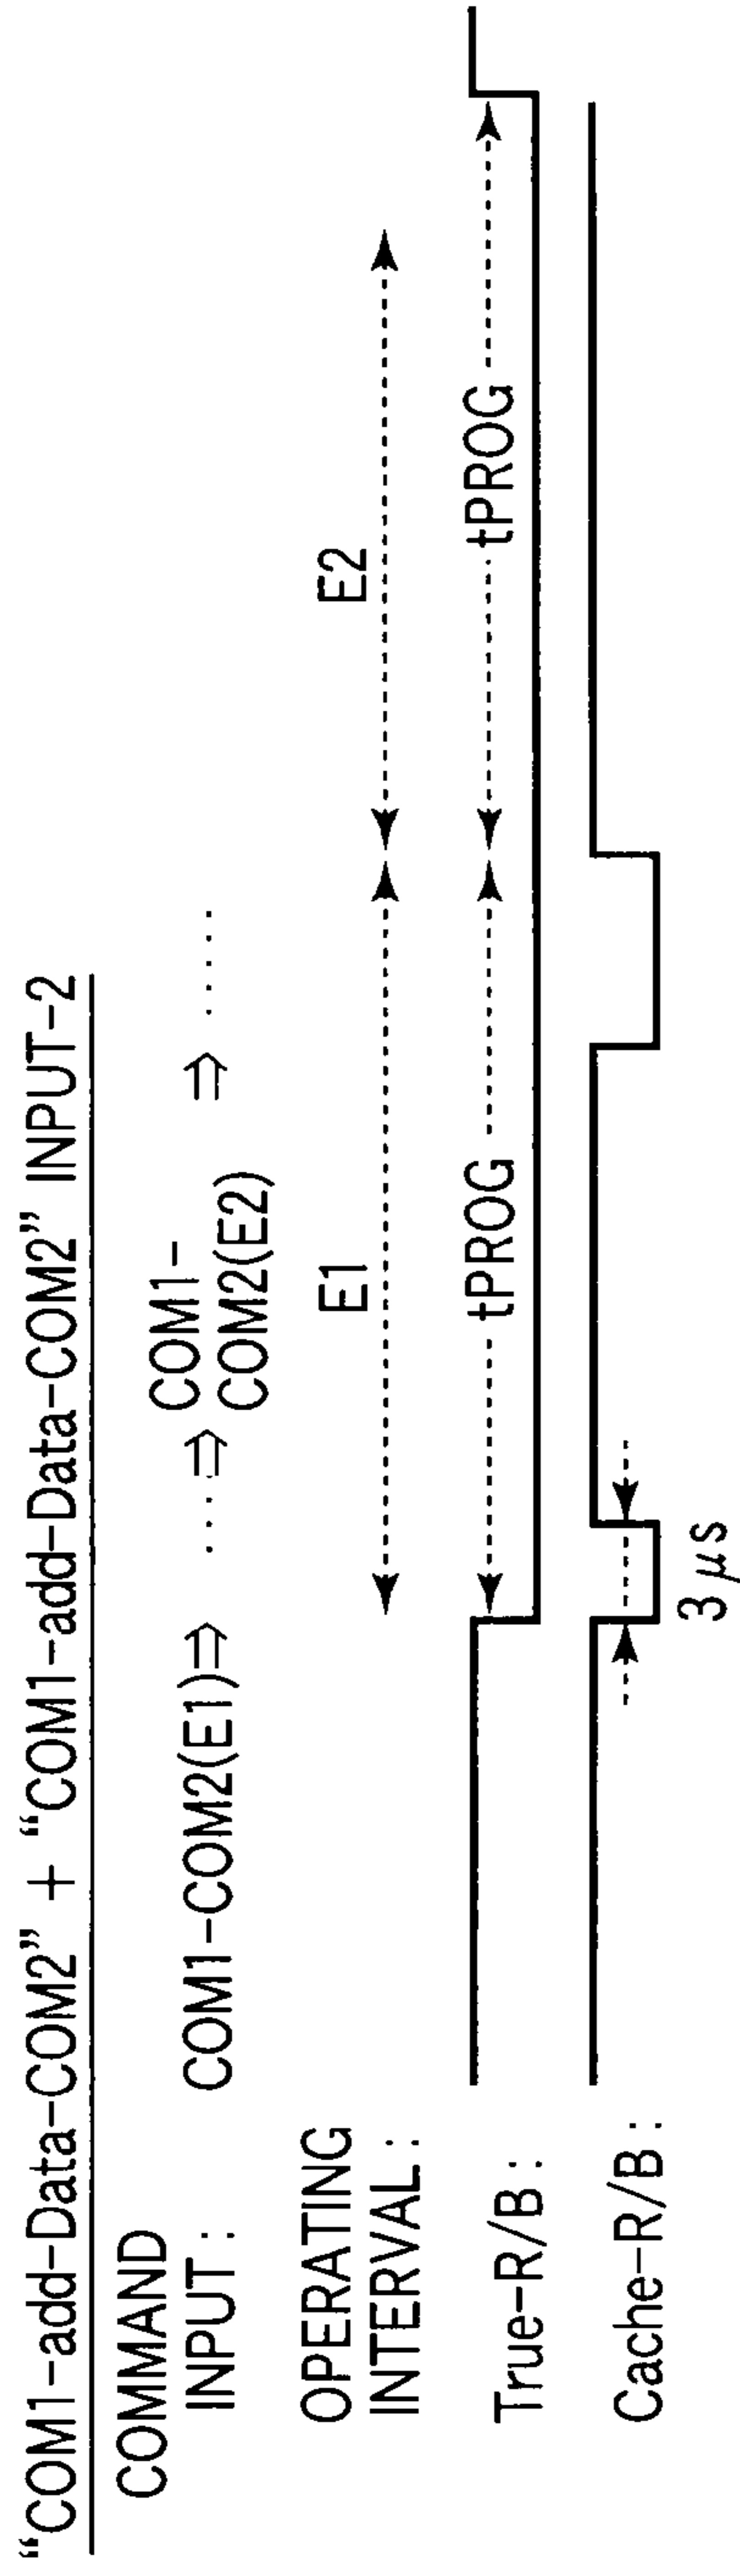 “COM1-add-Data-COM2” + “COM1-add-Data-COM2” INPUT-2
COMMAND
INPUT:
COM1-COM2(E1)⇒ ····· ⇒ COM1-
COM2(E2)
⇒ ·····
OPERATING
INTERVAL:
E1
E2
True-R/B:
tPROG
tPROG
Cache-R/B:
3 μs